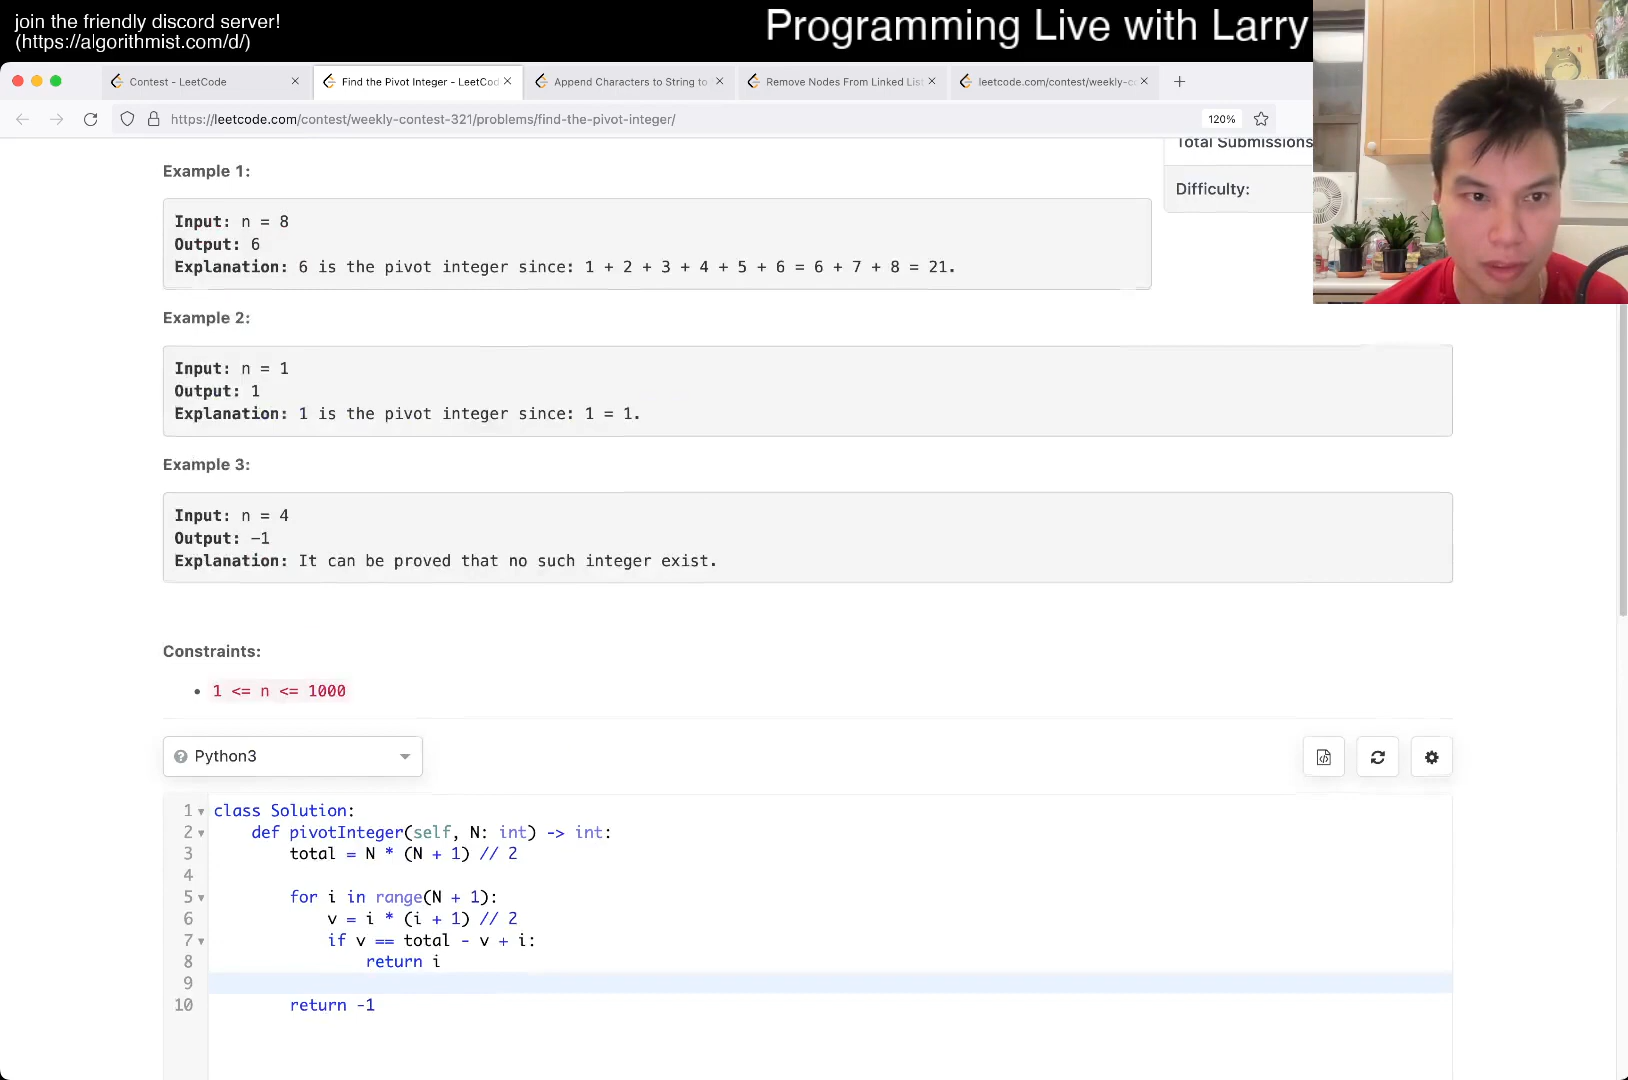 join the friendly discord server!
(https://algorithmist.com/d/)
Programming Live with Larry
Contest - LeetCode
Find the Pivot Integer - LeetCod
Append Characters to String to
Remove Nodes From Linked List
leetcode.com/contest/weekly-co
https://leetcode.com/contest/weekly-contest-321/problems/find-the-pivot-integer/
120%
Total Submissions
Difficulty:
Example 1:
Input: n = 8
Output: 6
Explanation: 6 is the pivot integer since: 1 + 2 + 3 + 4 + 5 + 6 = 6 + 7 + 8 = 21.
Example 2:
Input: n = 1
Output: 1
Explanation: 1 is the pivot integer since: 1 = 1.
Example 3:
Input: n = 4
Output: -1
Explanation: It can be proved that no such integer exist.
Constraints:
• 1 <= n <= 1000
Python3
1 class Solution:
2     def pivotInteger(self, N: int) -> int:
3         total = N * (N + 1) // 2
4
5         for i in range(N + 1):
6             v = i * (i + 1) // 2
7             if v == total - v + i:
8                 return i
9
10         return -1